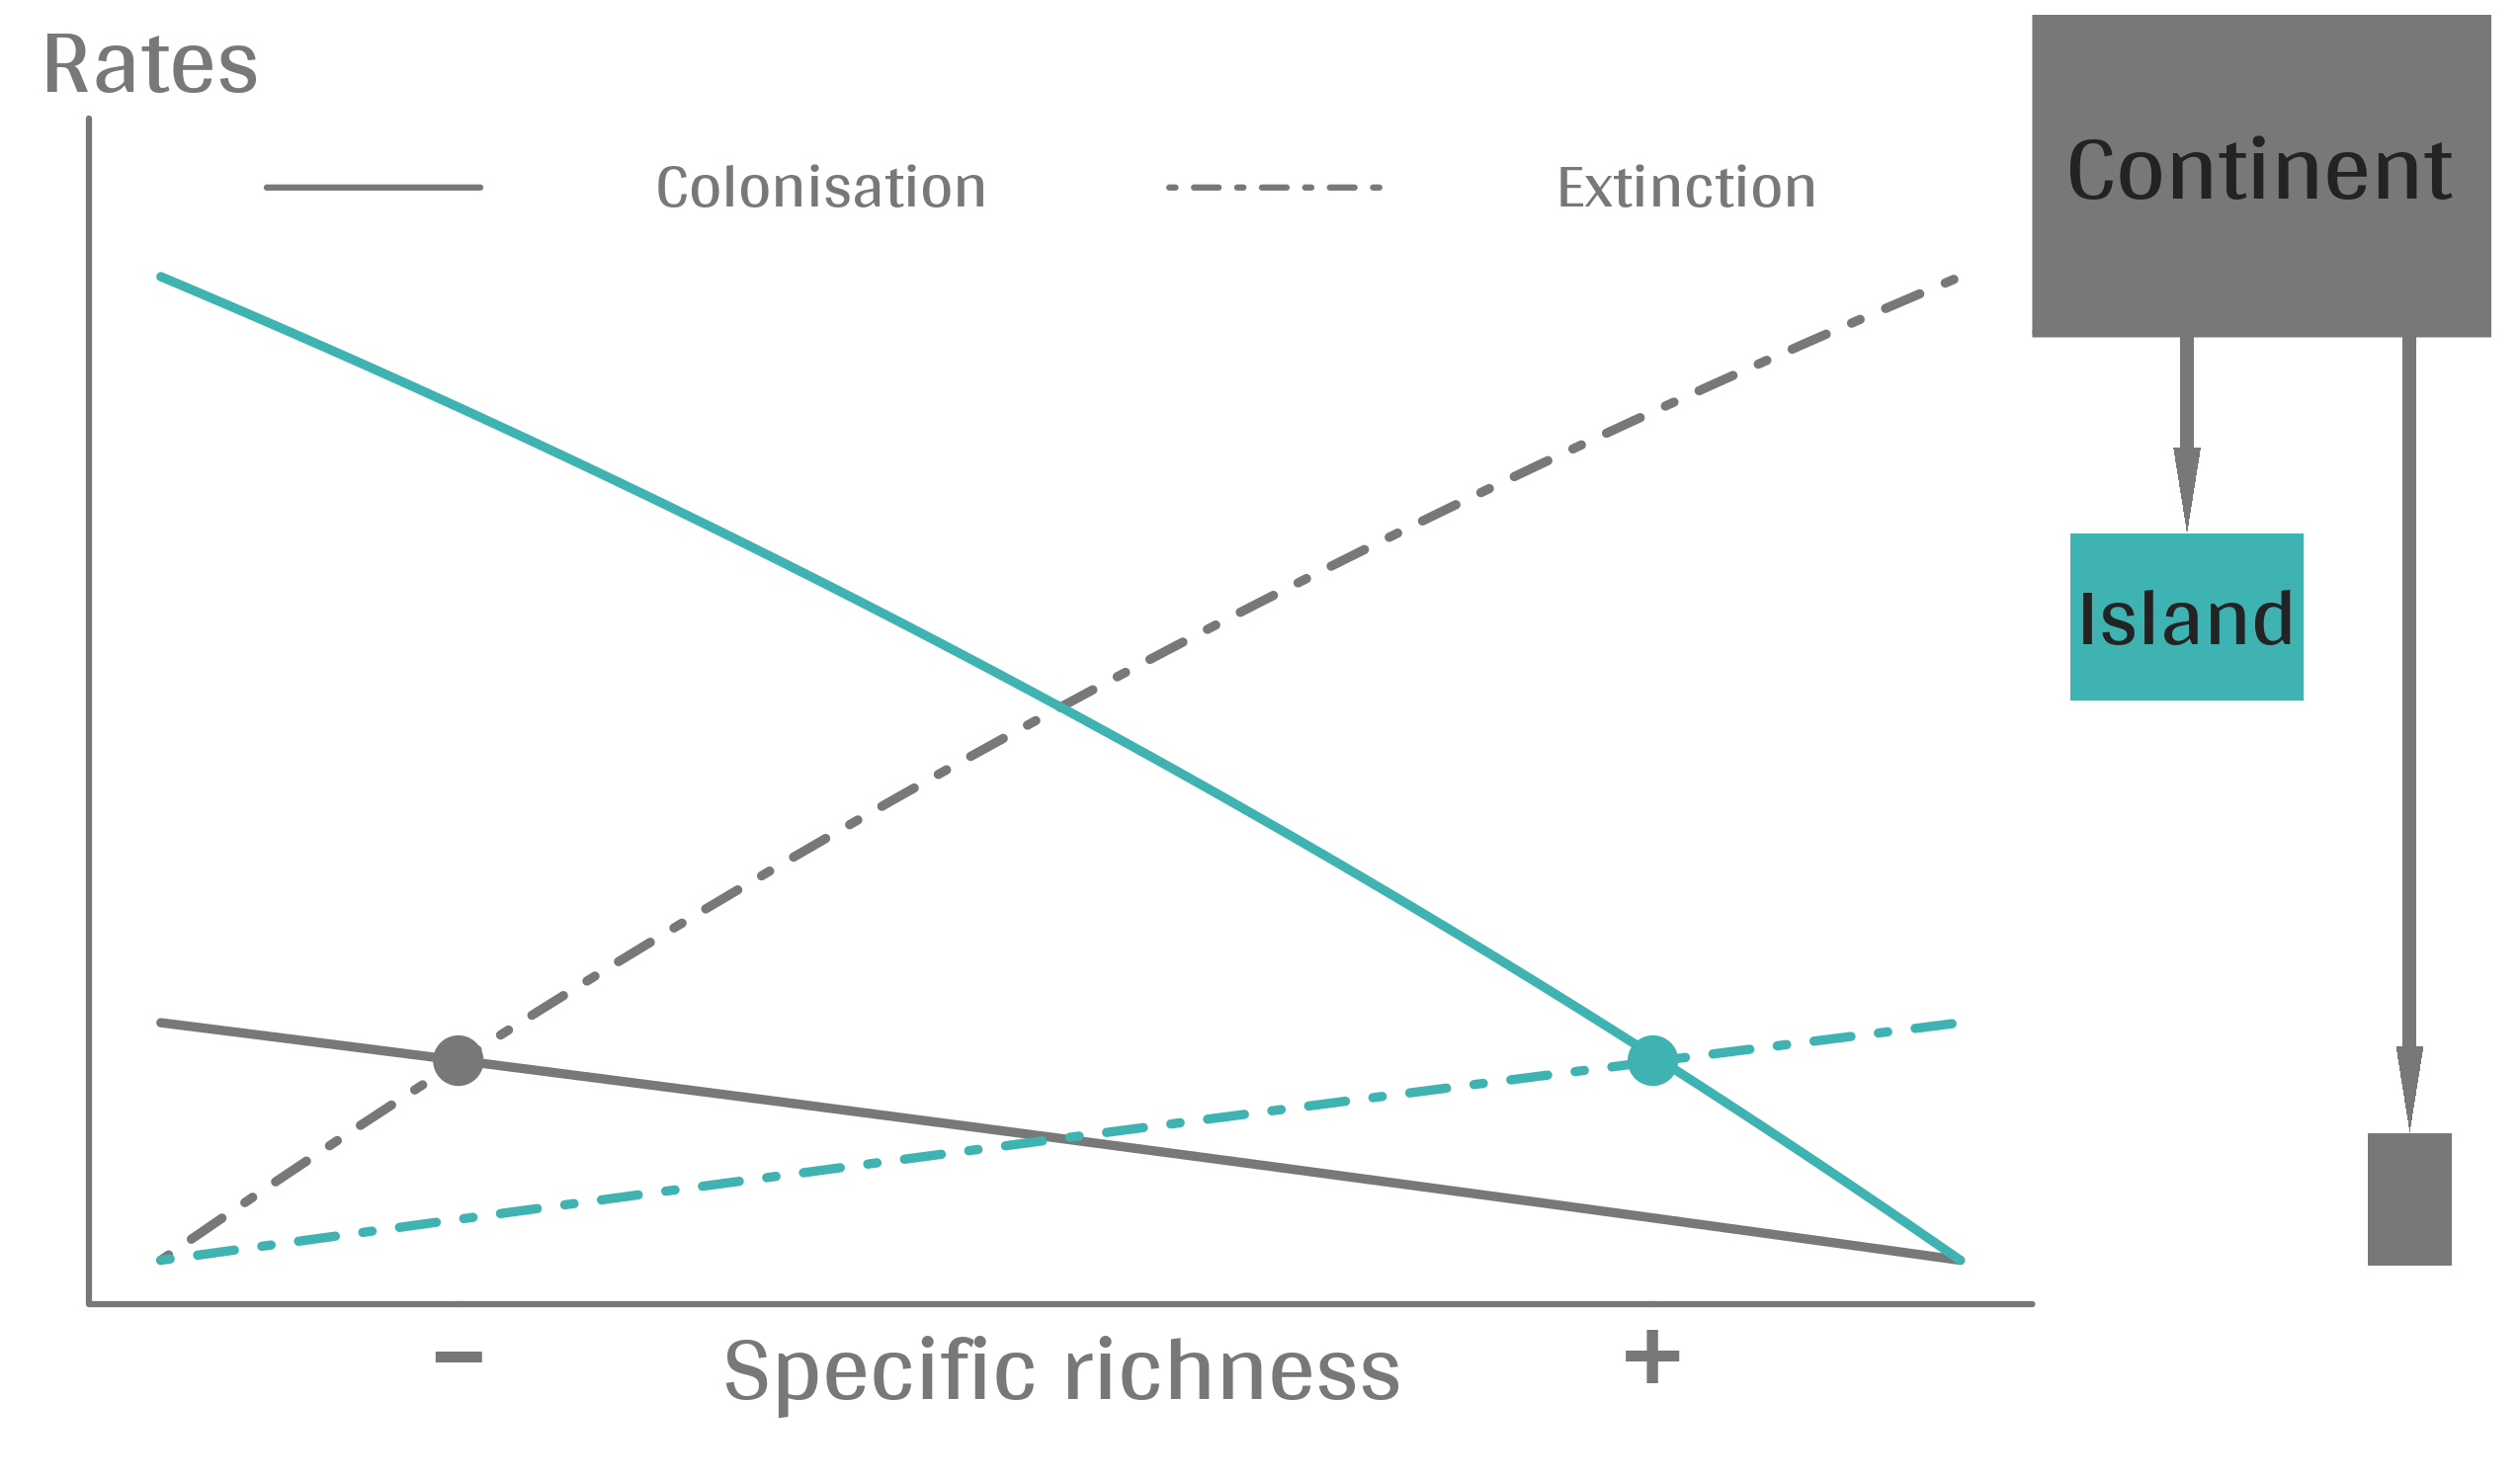 Rates
Colonisation
Extinction
Continent
Island
–
Specific richness
+